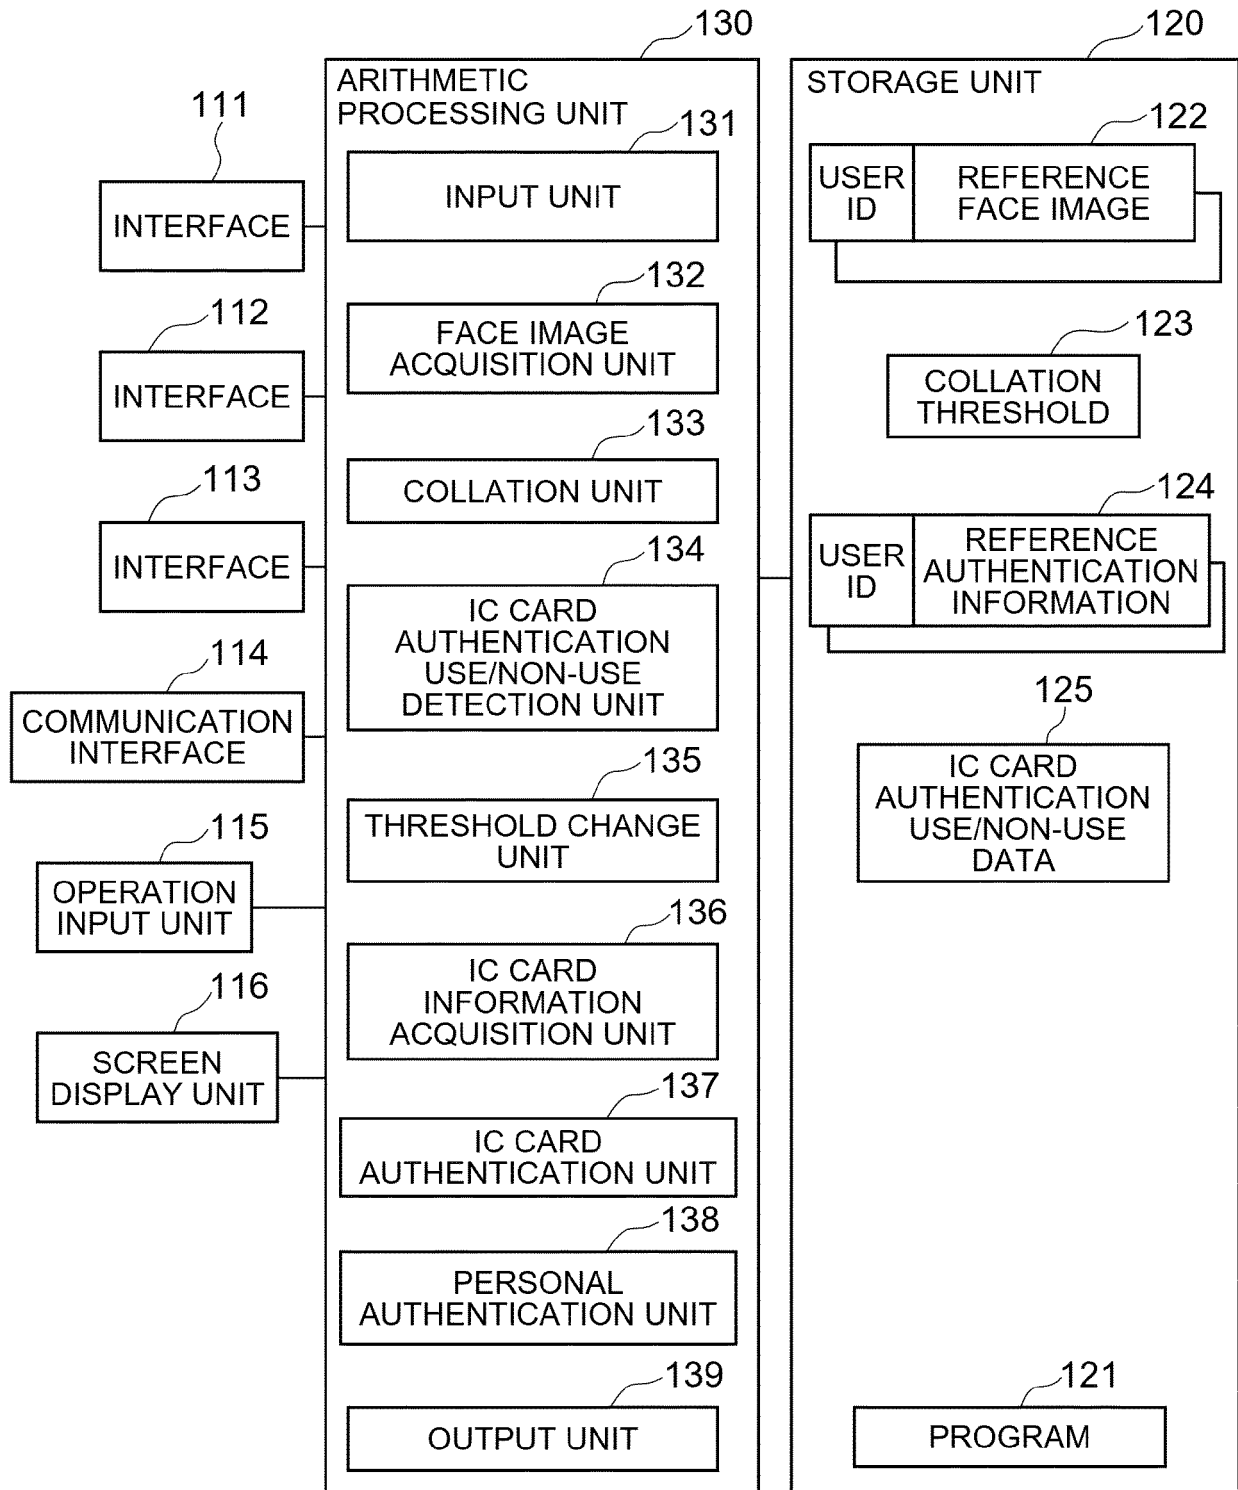 130
120
ARITHMETIC
PROCESSING UNIT
STORAGE UNIT
111
INTERFACE
112
INTERFACE
113
INTERFACE
114
COMMUNICATION
INTERFACE
115
OPERATION
INPUT UNIT
116
SCREEN
DISPLAY UNIT
131
INPUT UNIT
132
FACE IMAGE
ACQUISITION UNIT
133
COLLATION UNIT
134
IC CARD
AUTHENTICATION
USE/NON-USE
DETECTION UNIT
135
THRESHOLD CHANGE
UNIT
136
IC CARD
INFORMATION
ACQUISITION UNIT
137
IC CARD
AUTHENTICATION UNIT
138
PERSONAL
AUTHENTICATION UNIT
139
OUTPUT UNIT
122
USER
ID
REFERENCE
FACE IMAGE
123
COLLATION
THRESHOLD
124
USER
ID
REFERENCE
AUTHENTICATION
INFORMATION
125
IC CARD
AUTHENTICATION
USE/NON-USE
DATA
121
PROGRAM